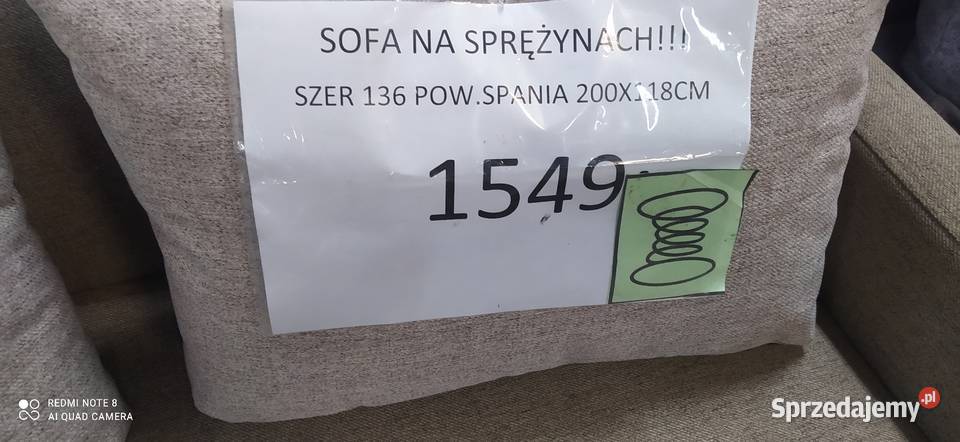 SOFA NA SPRĘŻYNACH!!!
SZER 136 POW.SPANIA 200X118CM
1549
REDMI NOTE 8
AI QUAD CAMERA
Sprzedajemy.pl